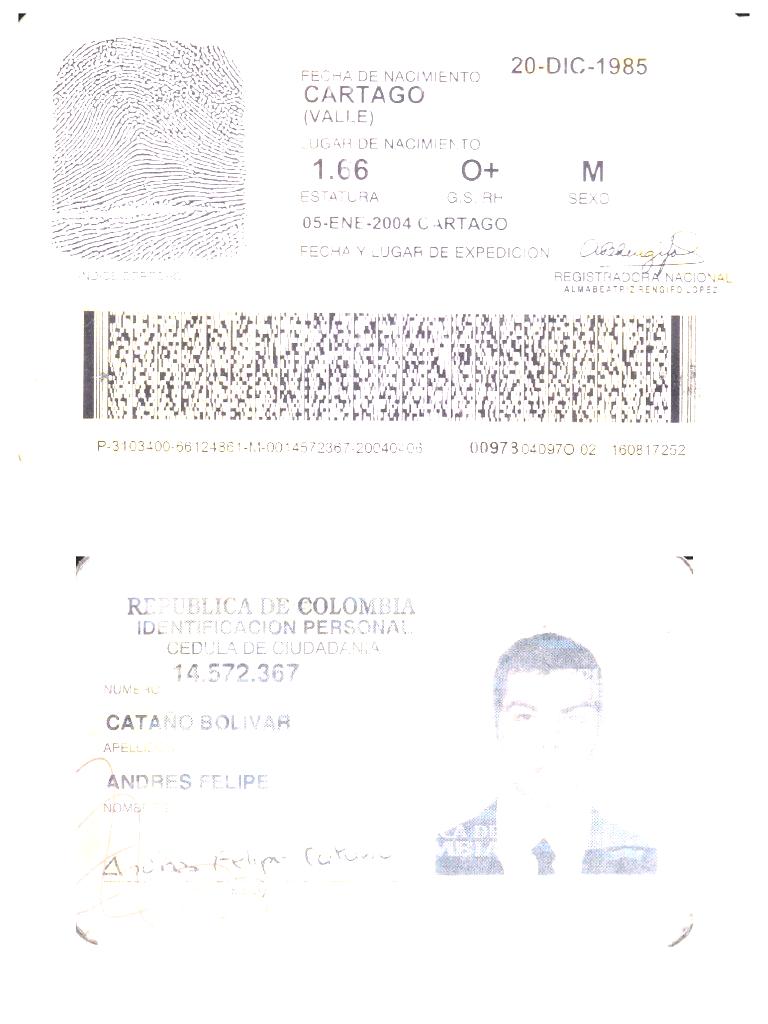 FECHA DE NACIMIENTO 20-DIC-1985
CARTAGO
(VALLE)
LUGAR DE NACIMIENTO
1.66 O+ M
ESTATURA G.S. RH SEXO
05-ENE-2004 CARTAGO
FECHA Y LUGAR DE EXPEDICION
INDICE DERECHO
REGISTRADORA NACIONAL
ALMABEATRIZ RENGIFO LOPEZ
P-3103400-66124361-M-0014572367-20040406 00973040970 02 160817252
REPUBLICA DE COLOMBIA
IDENTIFICACION PERSONAL
CEDULA DE CIUDADANIA
14.572.367
NUMERO
CATAÑO BOLIVAR
APELLIDOS
ANDRES FELIPE
NOMBRES
Andres Felipe Cataño